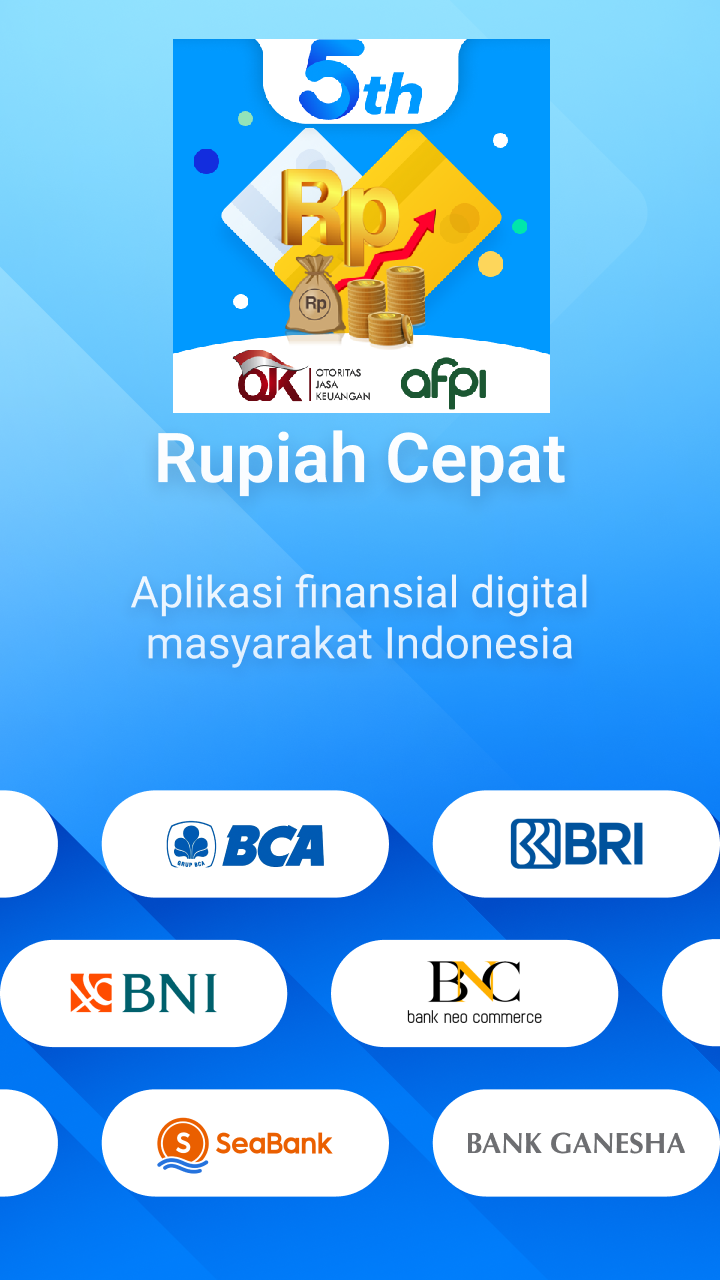 5th
Rp
Rp
OJK
OTORITAS
JASA
KEUANGAN
afpi
Rupiah Cepat
Aplikasi finansial digital
masyarakat Indonesia
GRUP BCA
BCA
BRI
BNI
BNC
bank neo commerce
S
SeaBank
BANK GANESHA